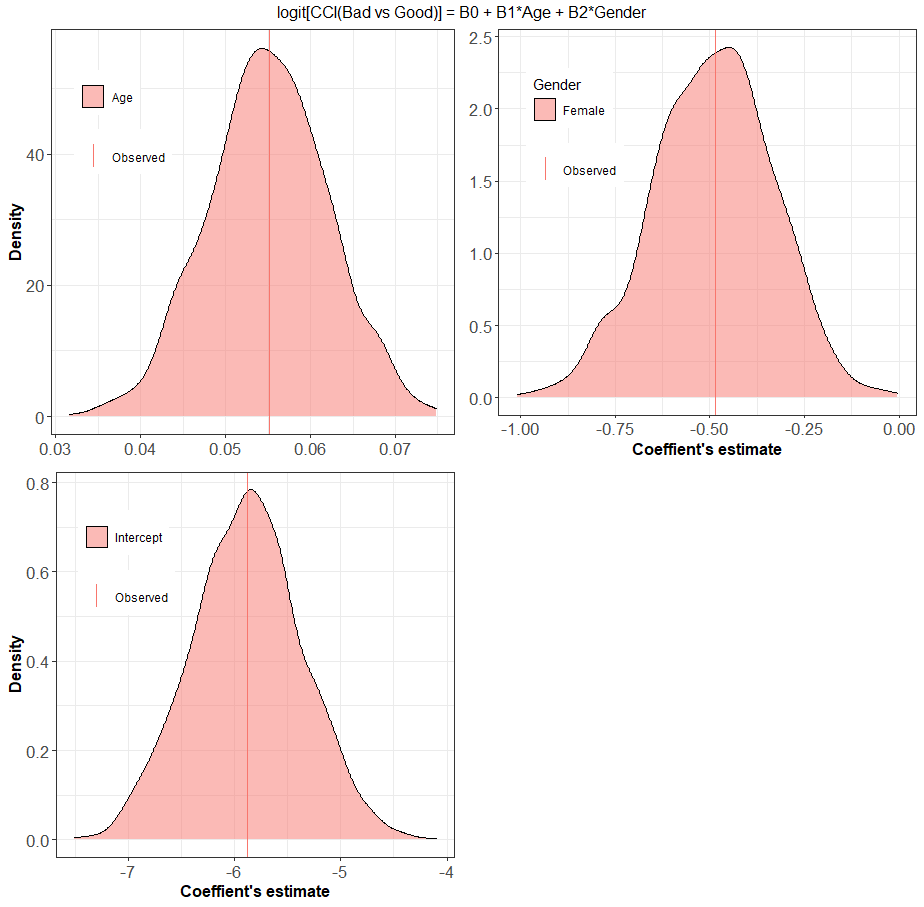 logit[CCI(Bad vs Good)] = B0 + B1*Age + B2*Gender
Density
40
20
0
Age
Observed
0.03 0.04 0.05 0.06 0.07
2.5
2.0
1.5
1.0
0.5
0.0
Gender
Female
Observed
-1.00 -0.75 -0.50 -0.25 0.00
Coeffient's estimate
Density
0.8
0.6
0.4
0.2
0.0
Intercept
Observed
-7 -6 -5 -4
Coeffient's estimate